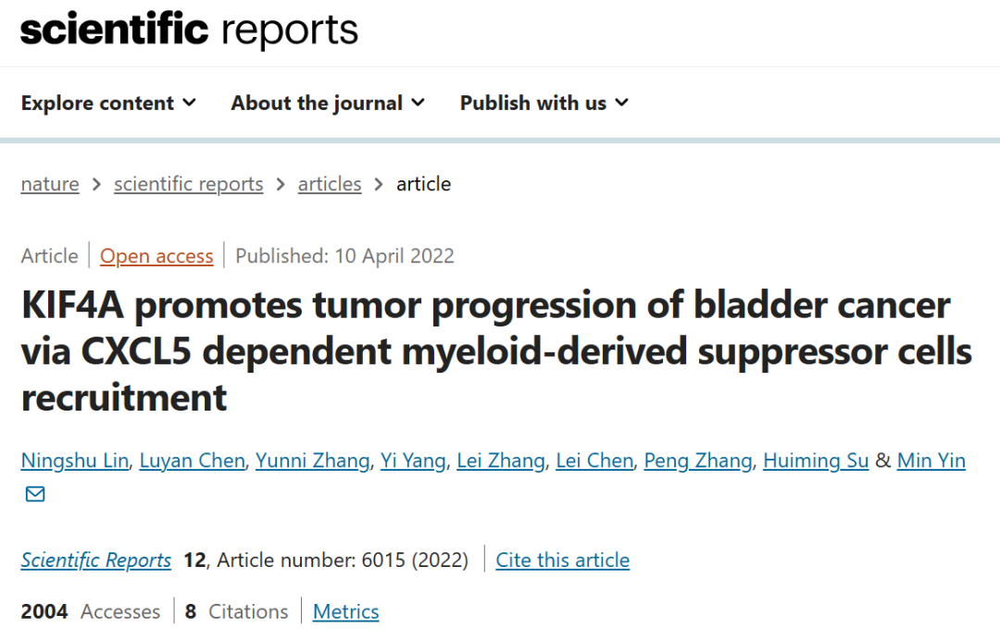 scientific reports
Explore content About the journal Publish with us
nature > scientific reports > articles > article
Article | Open access | Published: 10 April 2022
KIF4A promotes tumor progression of bladder cancer
via CXCL5 dependent myeloid-derived suppressor cells
recruitment
Ningshu Lin, Luyan Chen, Yunni Zhang, Yi Yang, Lei Zhang, Lei Chen, Peng Zhang, Huiming Su & Min Yin
Scientific Reports 12, Article number: 6015 (2022) | Cite this article
2004 Accesses | 8 Citations | Metrics